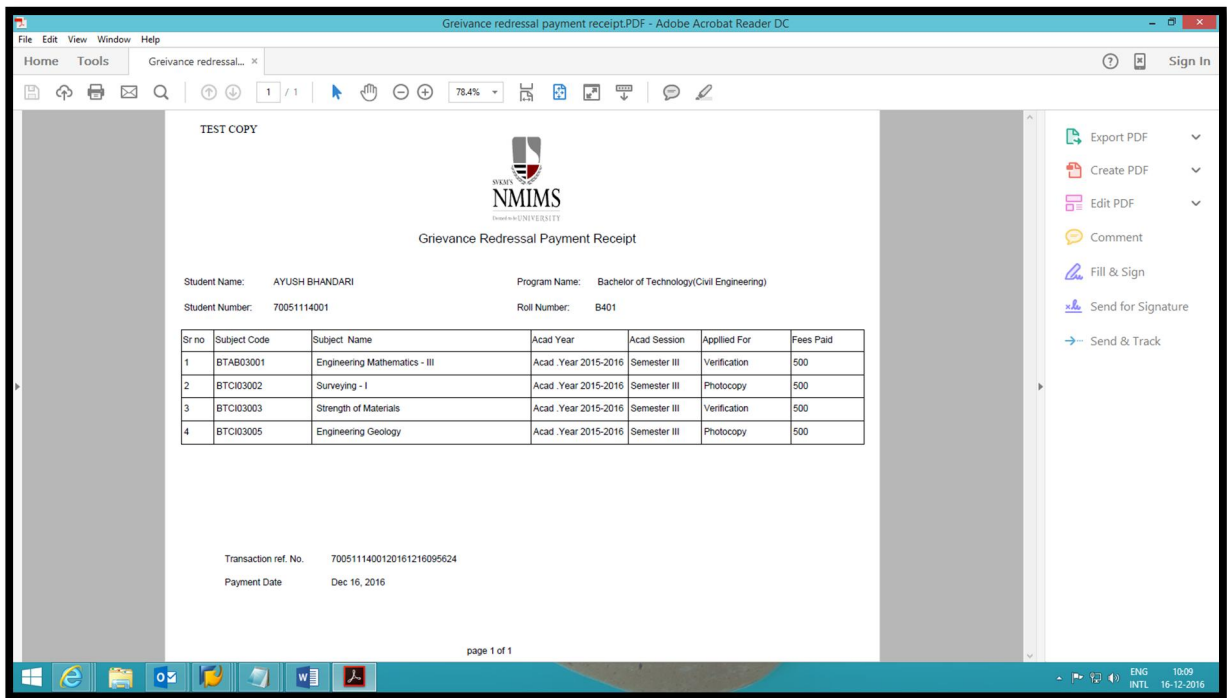 Greivance redressal payment receipt.PDF - Adobe Acrobat Reader DC
File Edit View Window Help
Home Tools Greivance redressal... × Sign In
1 / 1 78.4%
TEST COPY
SVKM'S
NMIMS
Deemed-to-be UNIVERSITY
Grievance Redressal Payment Receipt
Student Name: AYUSH BHANDARI Program Name: Bachelor of Technology(Civil Engineering)
Student Number: 70051114001 Roll Number: B401
Sr no Subject Code Subject Name Acad Year Acad Session Appllied For Fees Paid
1 BTAB03001 Engineering Mathematics - III Acad .Year 2015-2016 Semester III Verification 500
2 BTCI03002 Surveying - I Acad .Year 2015-2016 Semester III Photocopy 500
3 BTCI03003 Strength of Materials Acad .Year 2015-2016 Semester III Verification 500
4 BTCI03005 Engineering Geology Acad .Year 2015-2016 Semester III Photocopy 500
Transaction ref. No. 7005111400120161216095624
Payment Date Dec 16, 2016
page 1 of 1
Export PDF
Create PDF
Edit PDF
Comment
Fill & Sign
Send for Signature
Send & Track
ENG 10:09
INTL 16-12-2016